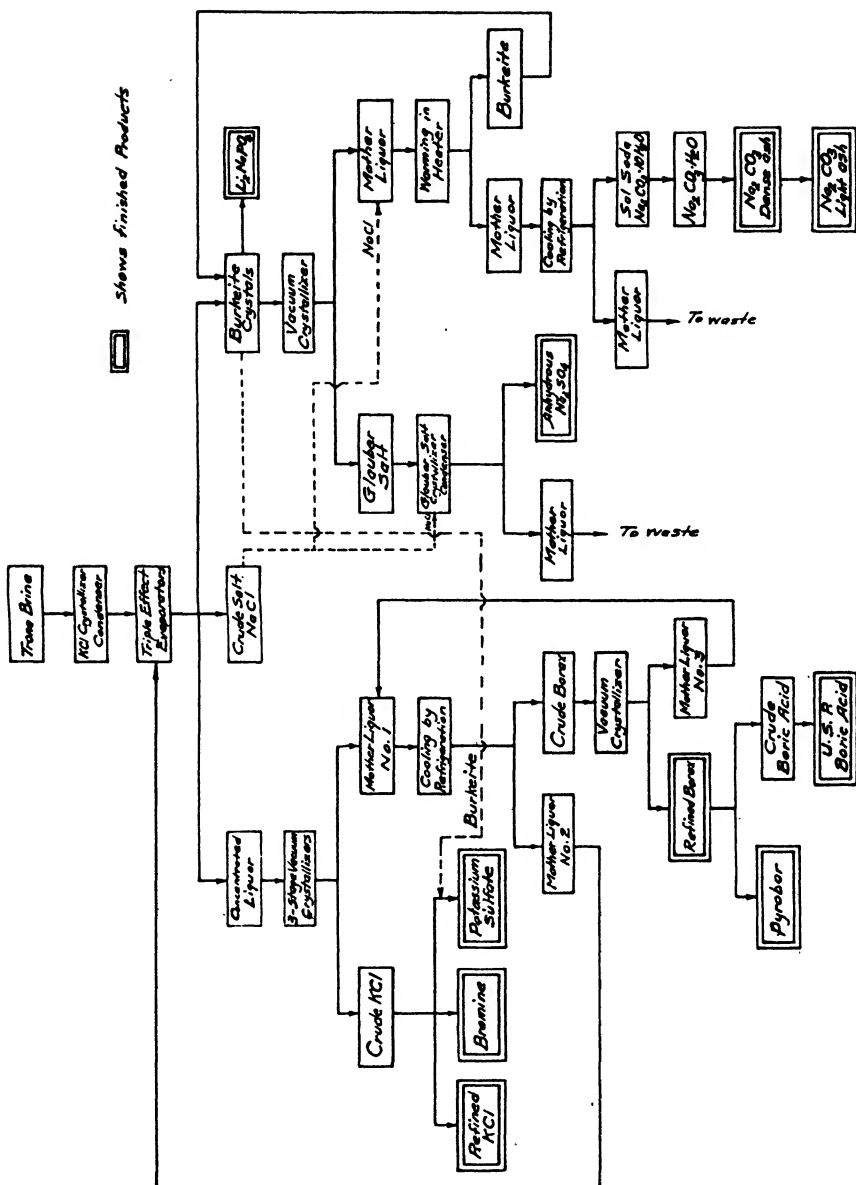 Shows Finished Products
Trona Brine
KCl Crystallizer
Condenser
Triple Effect
Evaporators
Crude Salt
NaCl
Burkeite
Crystals
Li2NaPO4
Vacuum
Crystallizer
NaCl
Mother
Liquor
Warming in
Heater
Burkeite
Mother
Liquor
Cooling by
Refrigeration
Sal Soda
Na2CO3·10H2O
Na2CO3·H2O
Na2CO3
Dense Ash
Na2CO3
Light Ash
Mother
Liquor
To waste
Glauber
Salt
NaCl
Glauber Salt
Crystallizer
Condenser
Anhydrous
Na2SO4
Mother
Liquor
To waste
Concentrated
Liquor
3-Stage Vacuum
Crystallizers
Mother Liquor
No. 1
Cooling by
Refrigeration
Burkeite
Crude KCl
Refined
KCl
Bromine
Potassium
Sulfate
Mother Liquor
No. 2
Crude Borax
Vacuum
Crystallizer
Mother Liquor
No. 3
Refined Borax
Pyrobor
Crude
Boric Acid
U.S.P.
Boric Acid